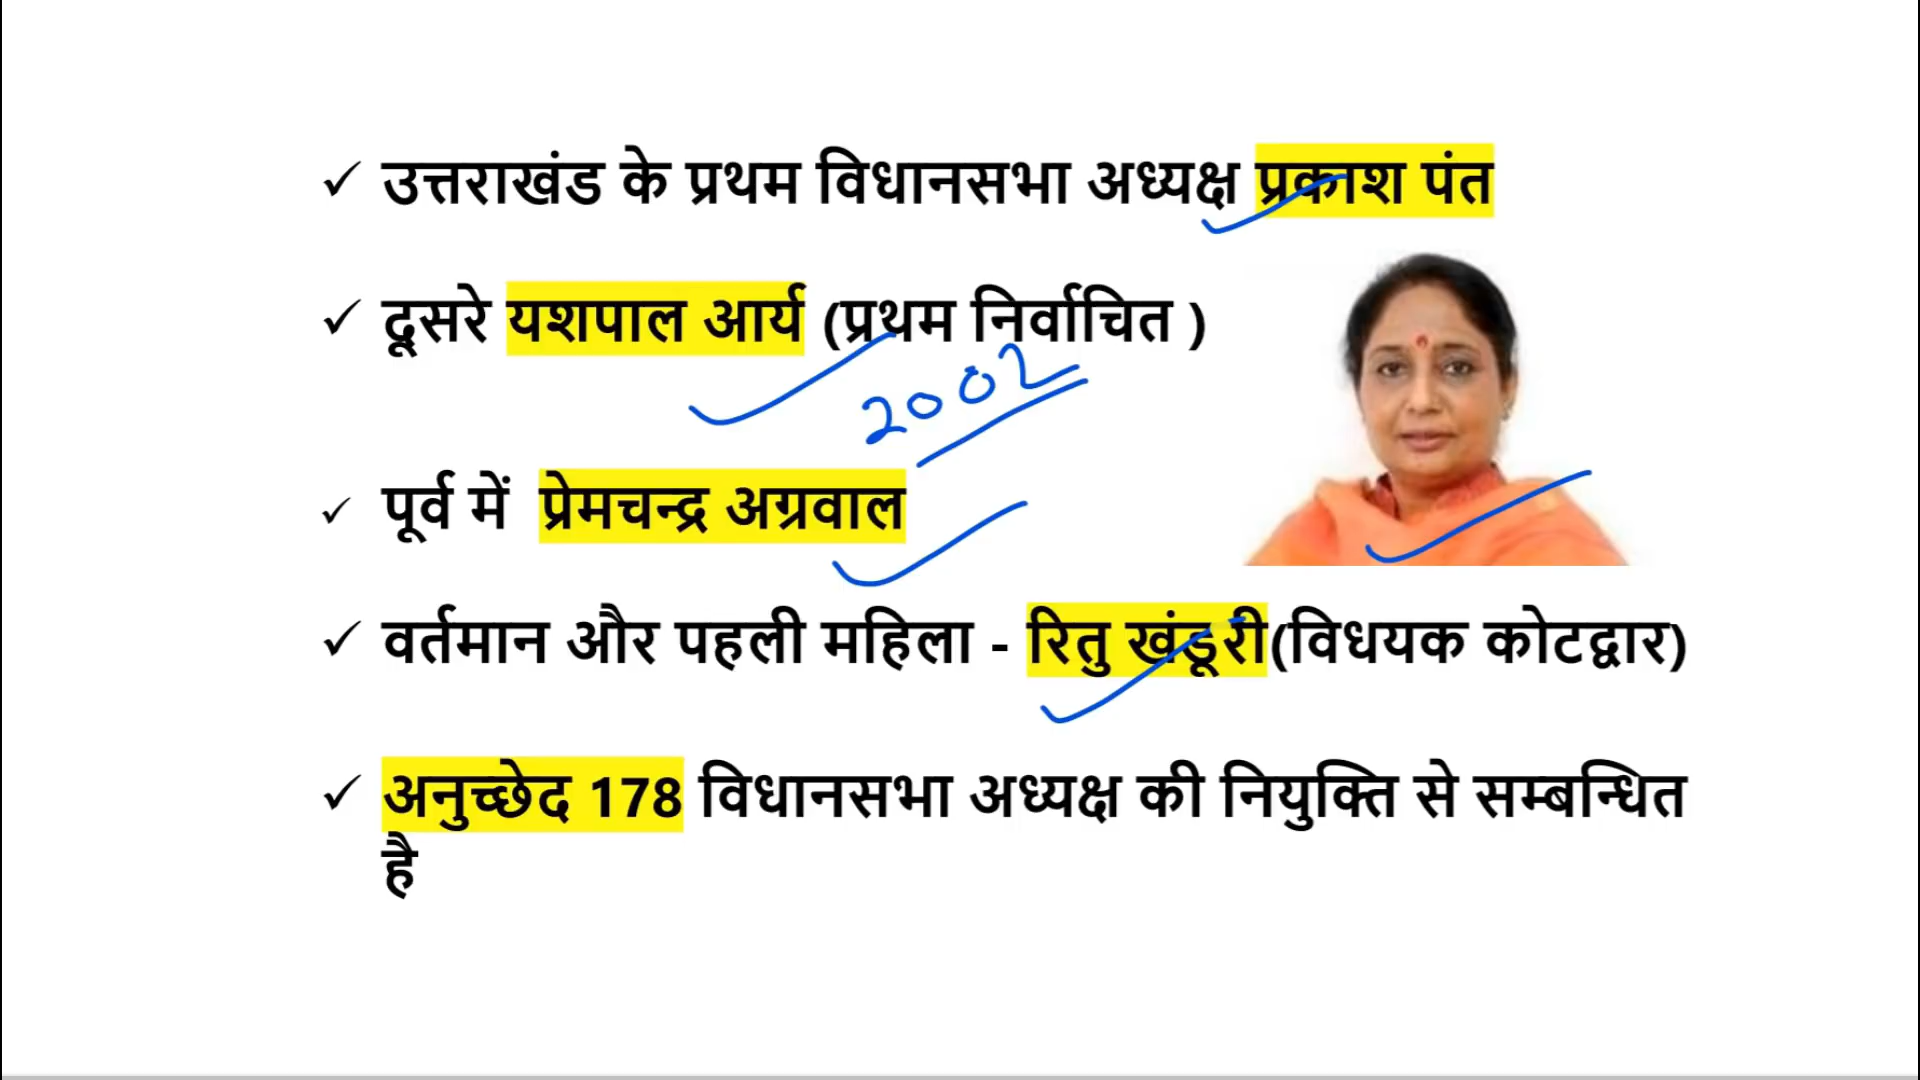 ✓ उत्तराखंड के प्रथम विधानसभा अध्यक्ष प्रकाश पंत
✓ दूसरे यशपाल आर्य (प्रथम निर्वाचित )
2002
✓ पूर्व में प्रेमचन्द्र अग्रवाल
✓ वर्तमान और पहली महिला - रितु खंडूरी(विधयक कोटद्वार)
✓ अनुच्छेद 178 विधानसभा अध्यक्ष की नियुक्ति से सम्बन्धित
है